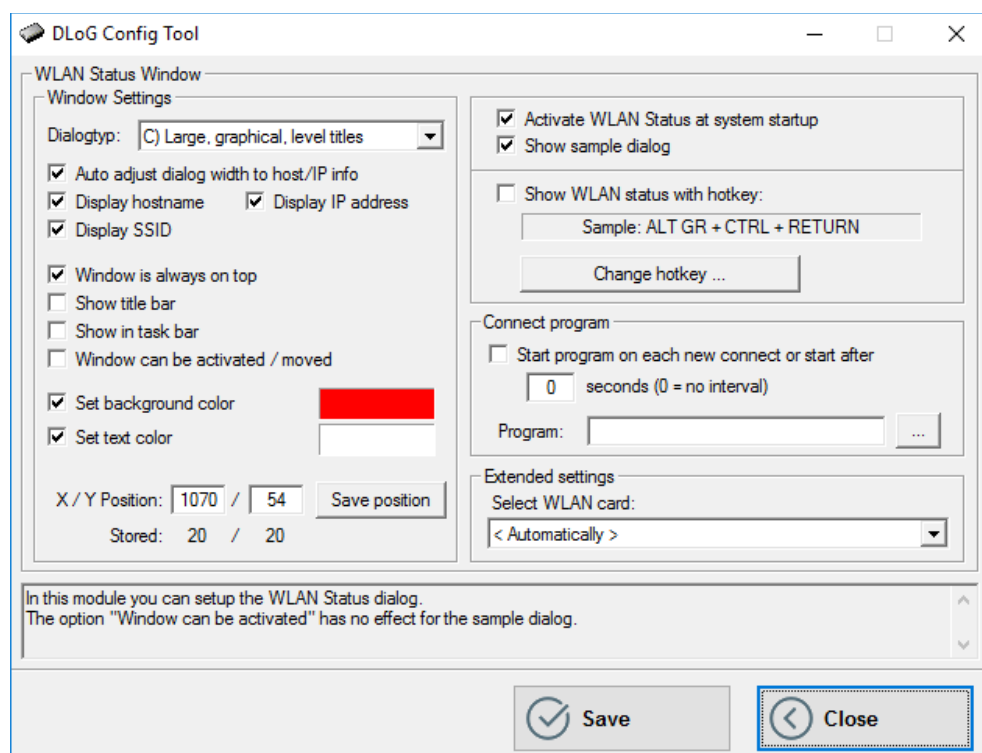 DLoG Config Tool
WLAN Status Window
Window Settings
Dialogtyp: C) Large, graphical, level titles
Auto adjust dialog width to host/IP info
Display hostname Display IP address
Display SSID
Window is always on top
Show title bar
Show in task bar
Window can be activated / moved
Set background color
Set text color
X / Y Position: 1070 / 54 Save position
Stored: 20 / 20
Activate WLAN Status at system startup
Show sample dialog
Show WLAN status with hotkey:
Sample: ALT GR + CTRL + RETURN
Change hotkey ...
Connect program
Start program on each new connect or start after
0 seconds (0 = no interval)
Program: ...
Extended settings
Select WLAN card:
< Automatically >
In this module you can setup the WLAN Status dialog.
The option "Window can be activated" has no effect for the sample dialog.
Save Close